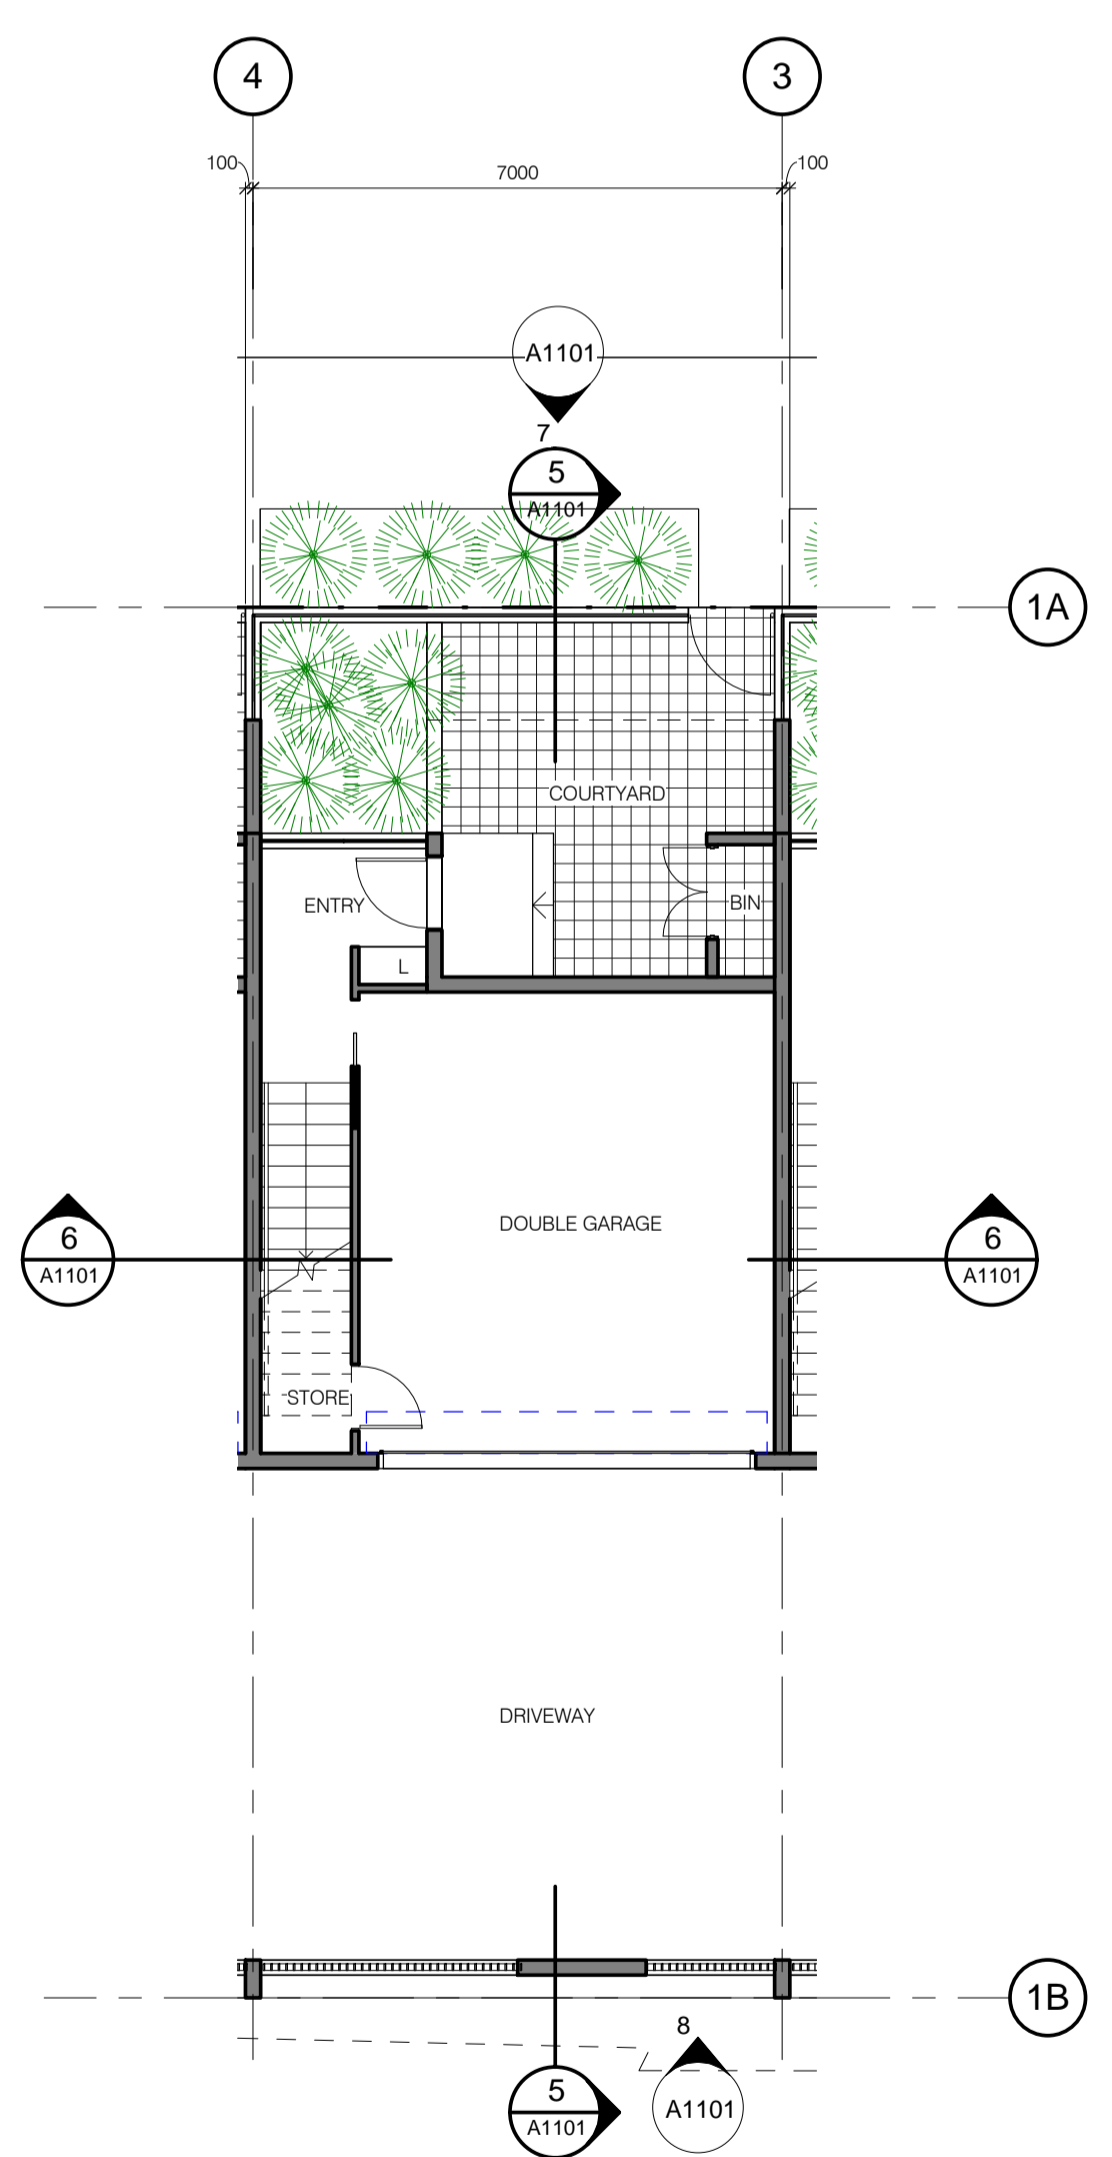 4
3
100
7000
100
A1101
7
5
A1101
1A
COURTYARD
ENTRY
BIN
L
DOUBLE GARAGE
6
A1101
6
A1101
STORE
DRIVEWAY
1B
8
5
A1101
A1101